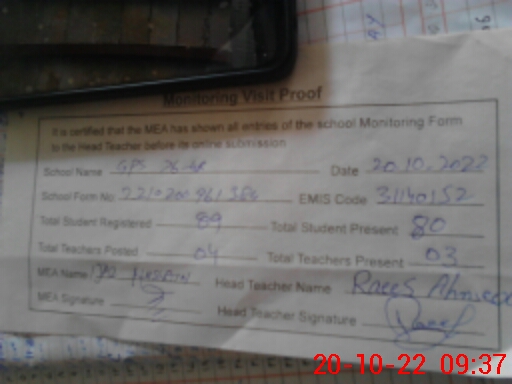 Monitoring Visit Proof
It is certified that the MEA has shown all entries of the school Monitoring Form
to the Head Teacher before its online submission
School Name GPS Date 20.10.2022
School Form No: EMIS Code 31140152
Total Student Registered 89 Total Student Present 80
Total Teachers Posted 04 Total Teachers Present 03
MEA Name Head Teacher Name Raees Ahmed
MEA Signature Head Teacher Signature
20-10-22 09:37